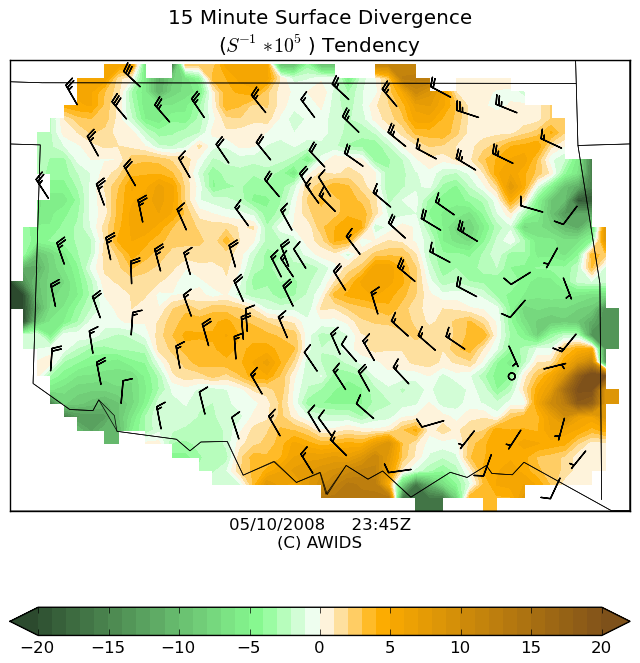 15 Minute Surface Divergence
(S⁻¹ * 10⁵ ) Tendency
05/10/2008 23:45Z
(C) AWIDS
−20 −15 −10 −5 0 5 10 15 20